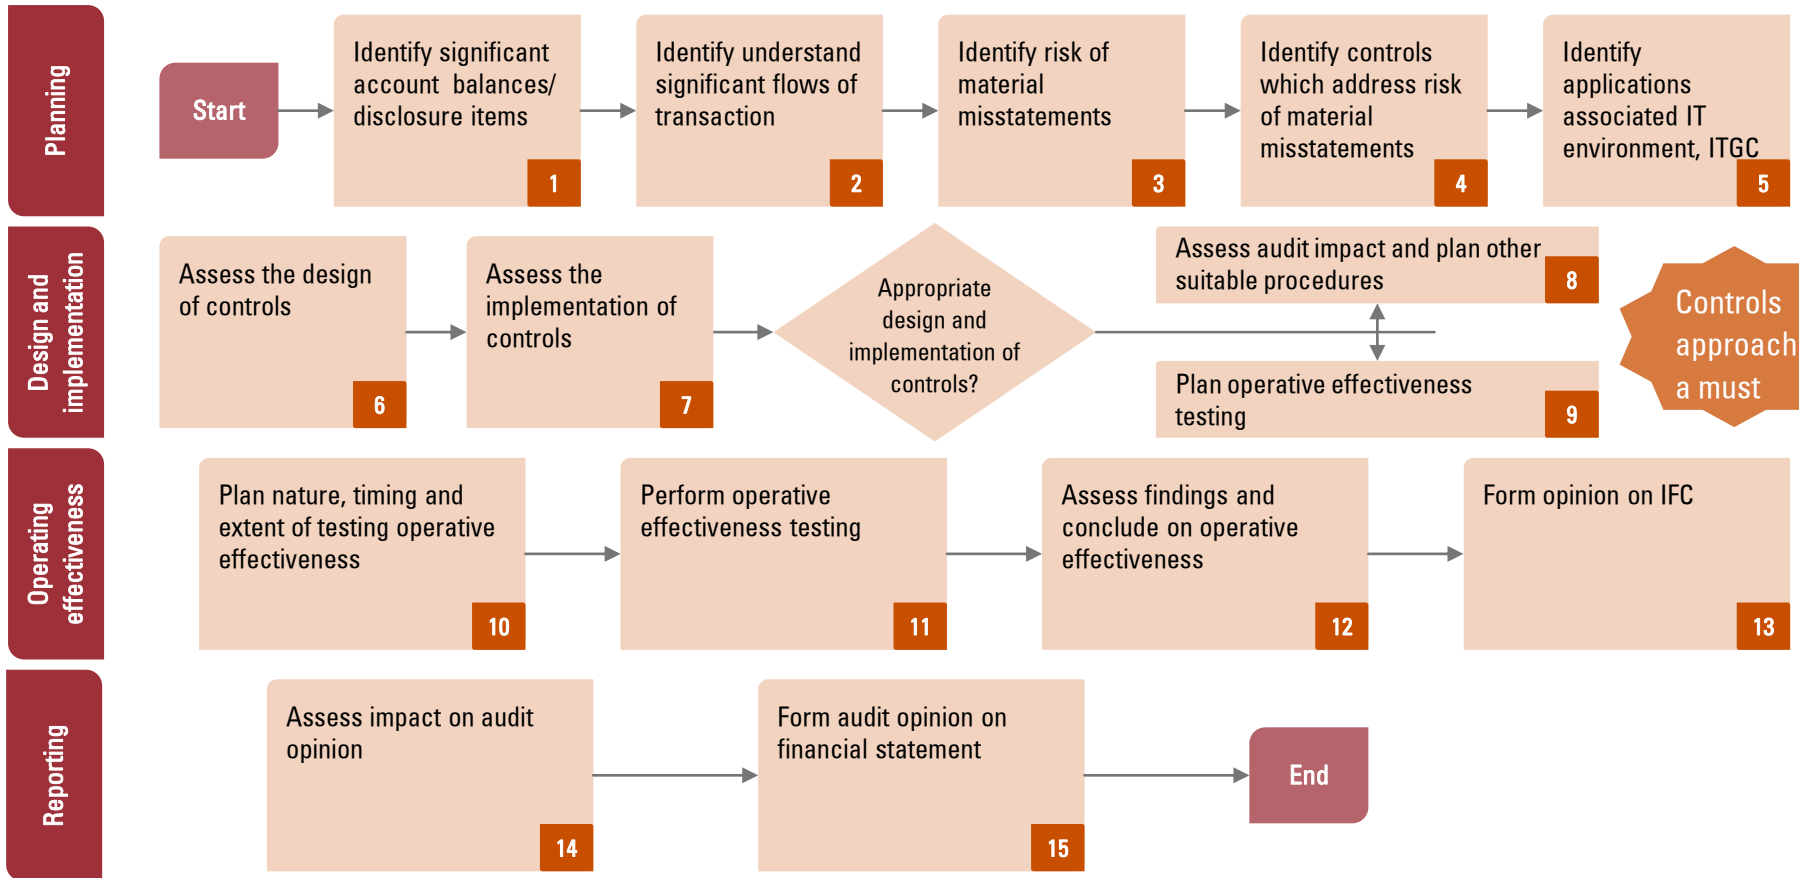 Planning
Start
Identify significant
account balances/
disclosure items
1
Identify understand
significant flows of
transaction
2
Identify risk of
material
misstatements
3
Identify controls
which address risk
of material
misstatements
4
Identify
applications
associated IT
environment, ITGC
5
Design and
implementation
Assess the design
of controls
6
Assess the
implementation of
controls
7
Appropriate
design and
implementation of
controls?
Assess audit impact and plan other
suitable procedures
8
Plan operative effectiveness
testing
9
Controls
approach
a must
Operating
effectiveness
Plan nature, timing and
extent of testing operative
effectiveness
10
Perform operative
effectiveness testing
11
Assess findings and
conclude on operative
effectiveness
12
Form opinion on IFC
13
Reporting
Assess impact on audit
opinion
14
Form audit opinion on
financial statement
15
End